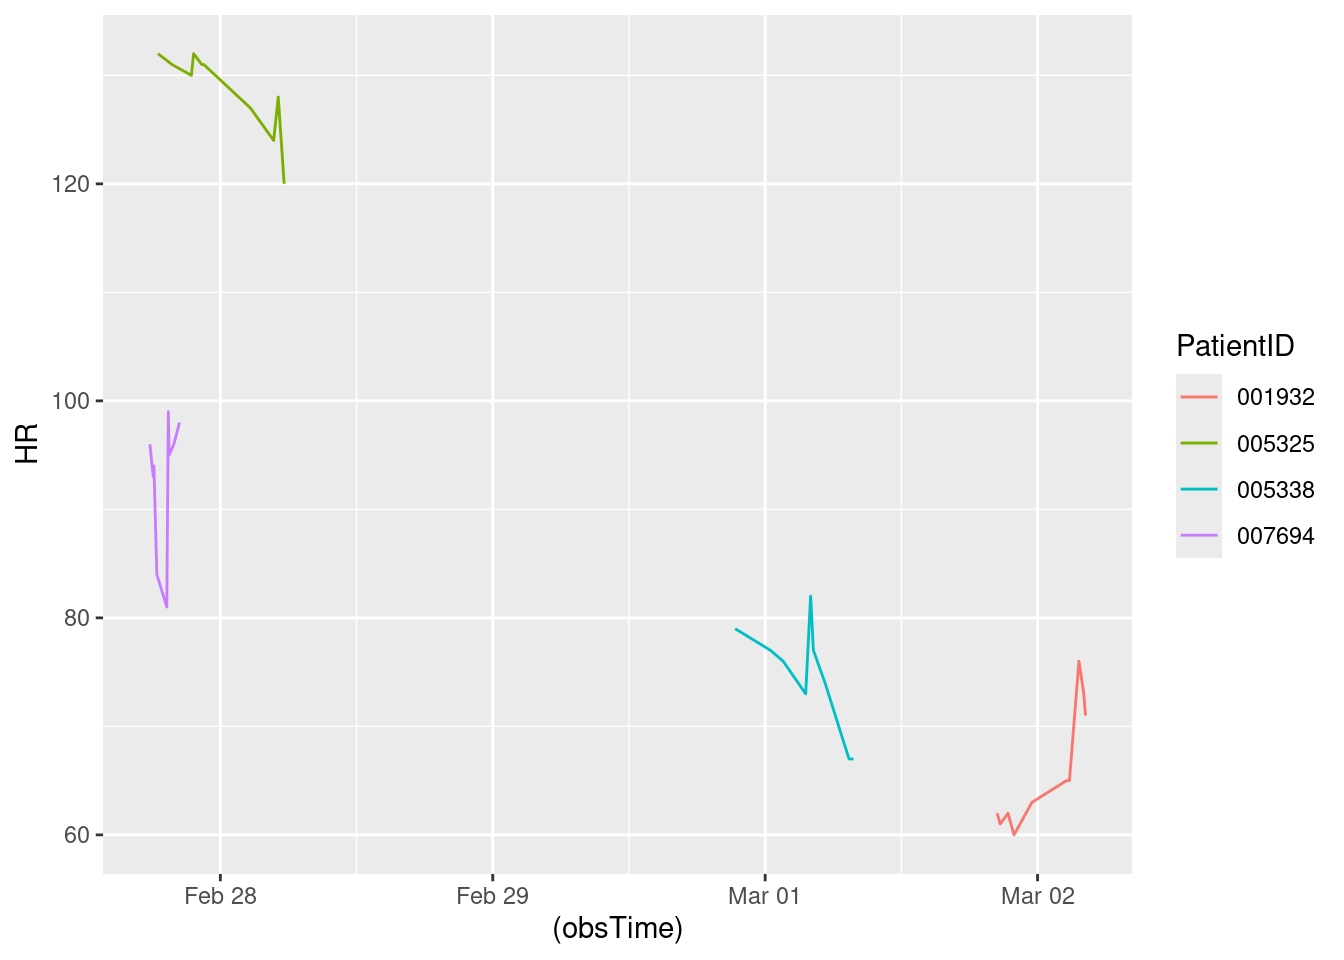 120
100
80
60
HR
Feb 28
Feb 29
Mar 01
Mar 02
(obsTime)
PatientID
001932
005325
005338
007694